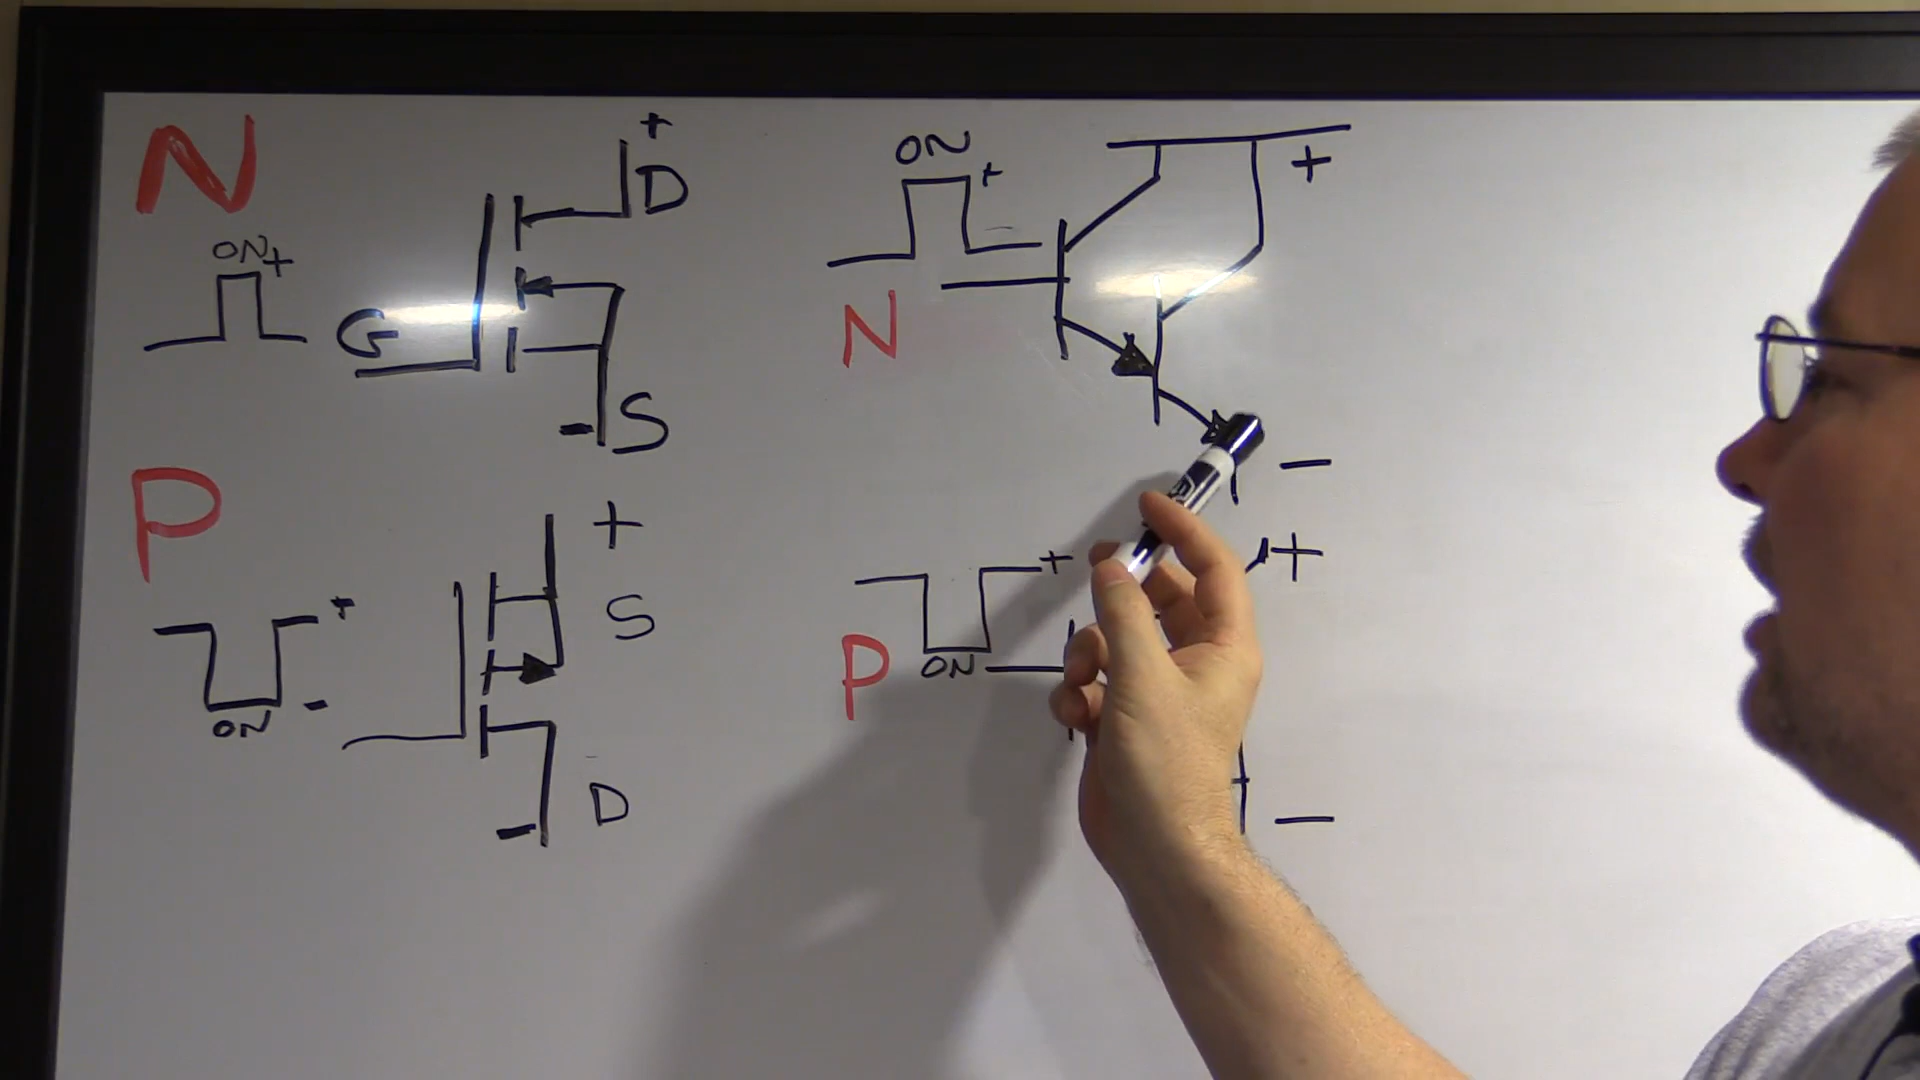 N
+
D
ON+
G
- S
P
+
S
+
-
ON
D
-
ON
+
-
+
N
-
+
+
P
ON
-